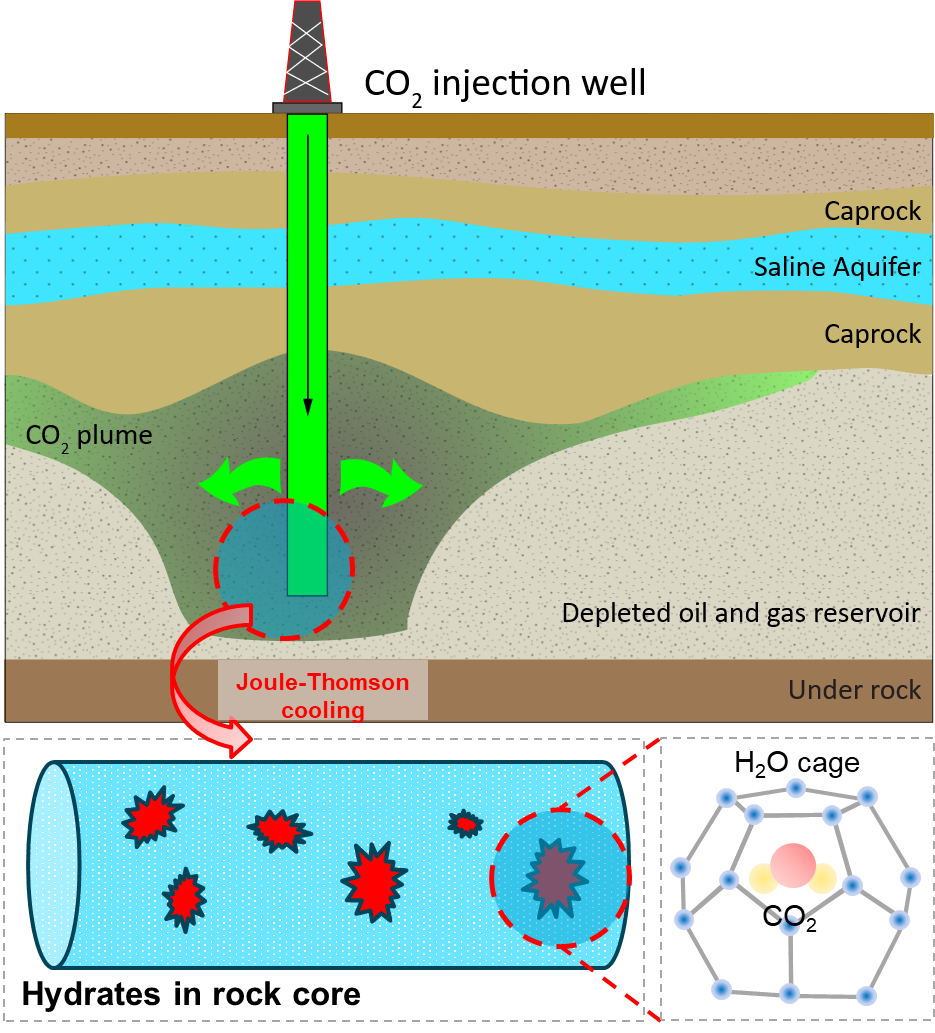 CO₂ injection well
Caprock
Saline Aquifer
Caprock
CO₂ plume
Depleted oil and gas reservoir
Under rock
Joule-Thomson
cooling
H₂O cage
CO₂
Hydrates in rock core